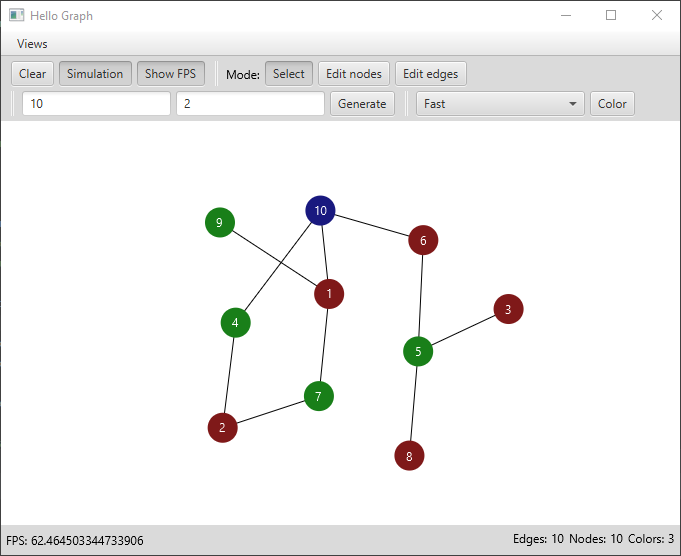 Hello Graph
Views
Clear Simulation Show FPS Mode: Select Edit nodes Edit edges
10 2 Generate Fast Color
10
9
6
1
3
4
5
7
2
8
FPS: 62.464503344733906 Edges: 10 Nodes: 10 Colors: 3